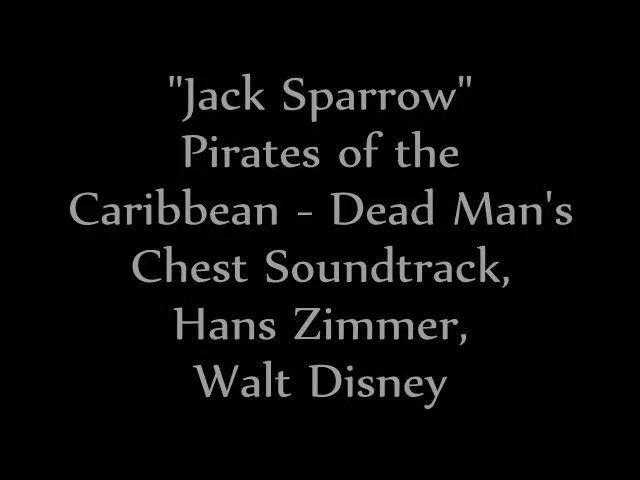 "Jack Sparrow"
Pirates of the
Caribbean - Dead Man's
Chest Soundtrack,
Hans Zimmer,
Walt Disney